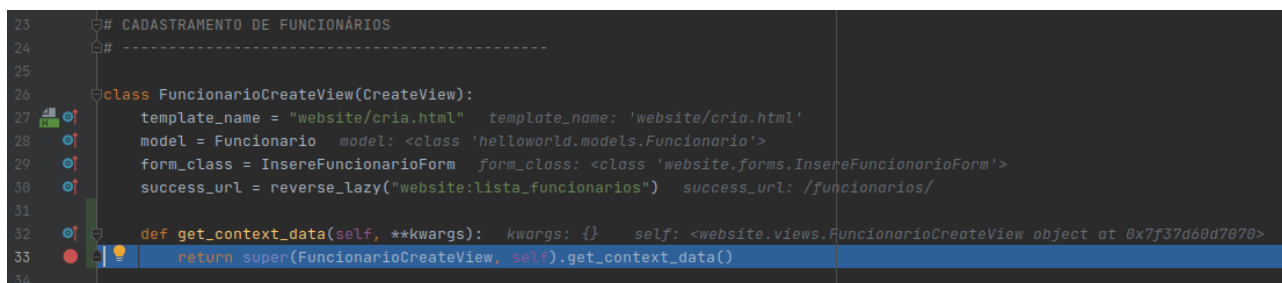 23 # CADASTRAMENTO DE FUNCIONÁRIOS
24 # ----------------------------------------------
25
26 class FuncionarioCreateView(CreateView):
27 template_name = "website/cria.html" template_name: 'website/cria.html'
28 model = Funcionario model: <class 'helloworld.models.Funcionario'>
29 form_class = InsereFuncionarioForm form_class: <class 'website.forms.InsereFuncionarioForm'>
30 success_url = reverse_lazy("website:lista_funcionarios") success_url: /funcionarios/
31
32 def get_context_data(self, **kwargs): kwargs: {} self: <website.views.FuncionarioCreateView object at 0x7f37d60d7070>
33 return super(FuncionarioCreateView, self).get_context_data()
34